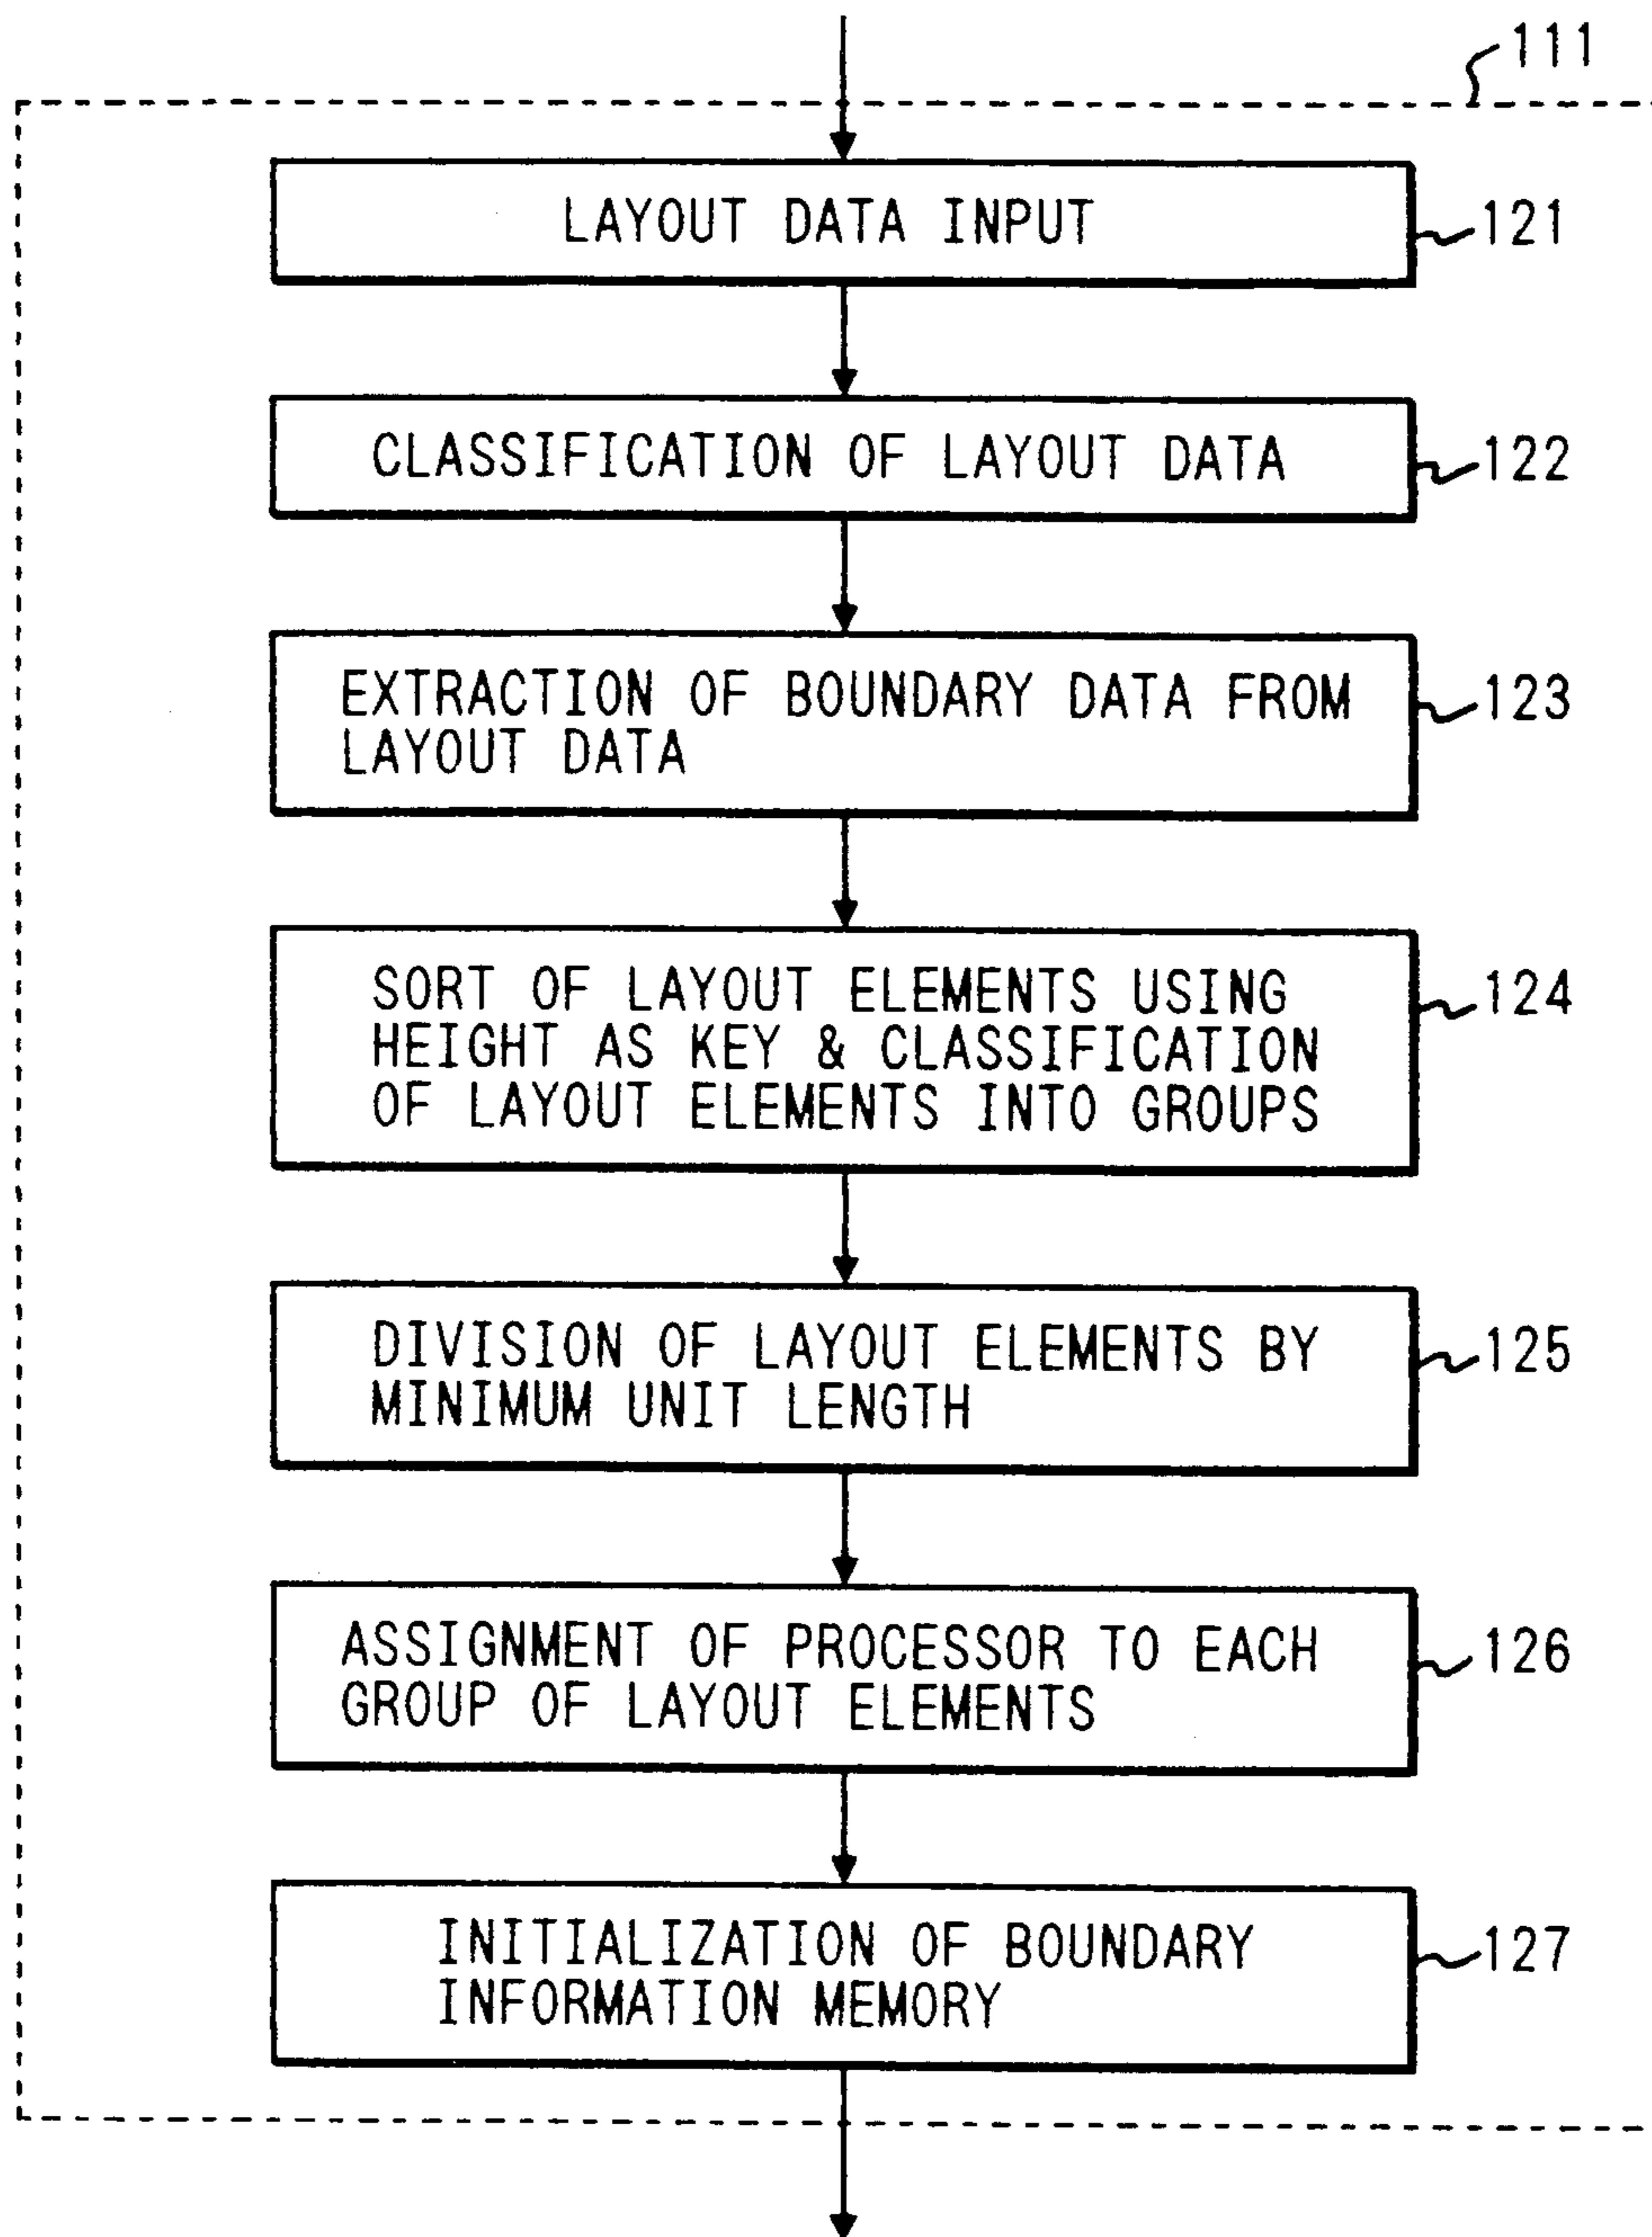 111
LAYOUT DATA INPUT
121
CLASSIFICATION OF LAYOUT DATA
122
EXTRACTION OF BOUNDARY DATA FROM
LAYOUT DATA
123
SORT OF LAYOUT ELEMENTS USING
HEIGHT AS KEY & CLASSIFICATION
OF LAYOUT ELEMENTS INTO GROUPS
124
DIVISION OF LAYOUT ELEMENTS BY
MINIMUM UNIT LENGTH
125
ASSIGNMENT OF PROCESSOR TO EACH
GROUP OF LAYOUT ELEMENTS
126
INITIALIZATION OF BOUNDARY
INFORMATION MEMORY
127